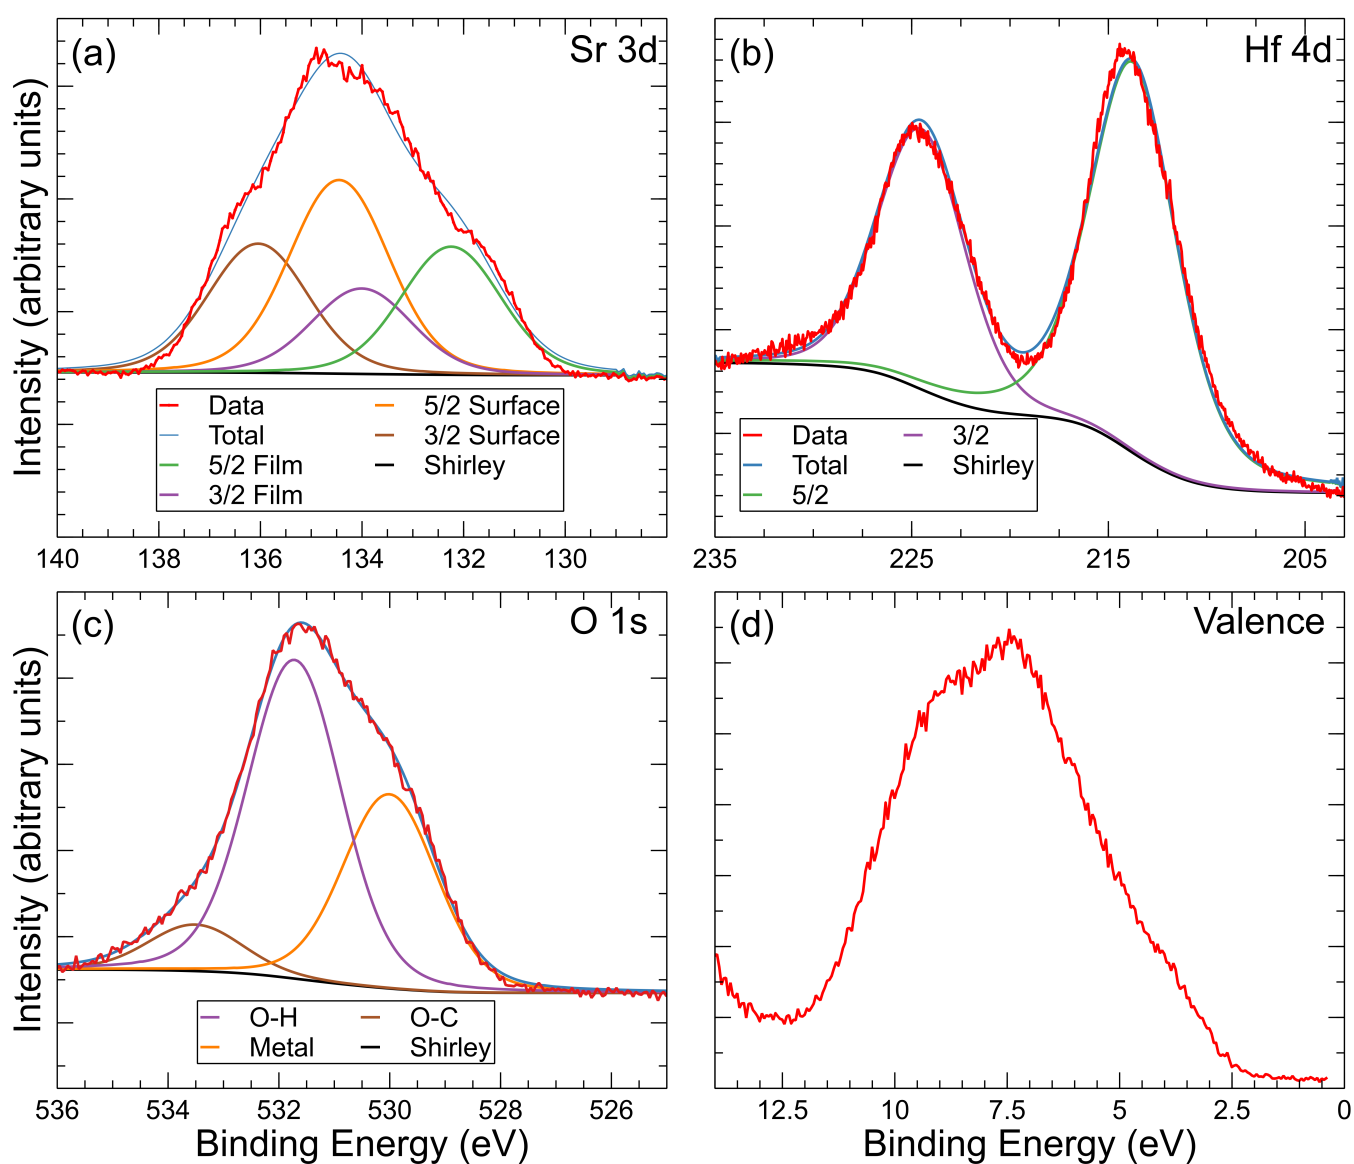 (a) Sr 3d
Intensity (arbitrary units)
Data 5/2 Surface
Total 3/2 Surface
5/2 Film Shirley
3/2 Film
140 138 136 134 132 130
(b) Hf 4d
Data 3/2
Total Shirley
5/2
235 225 215 205
(c) O 1s
Intensity (abitrary units)
O-H O-C
Metal Shirley
536 534 532 530 528 526
Binding Energy (eV)
(d) Valence
12.5 10 7.5 5 2.5 0
Binding Energy (eV)